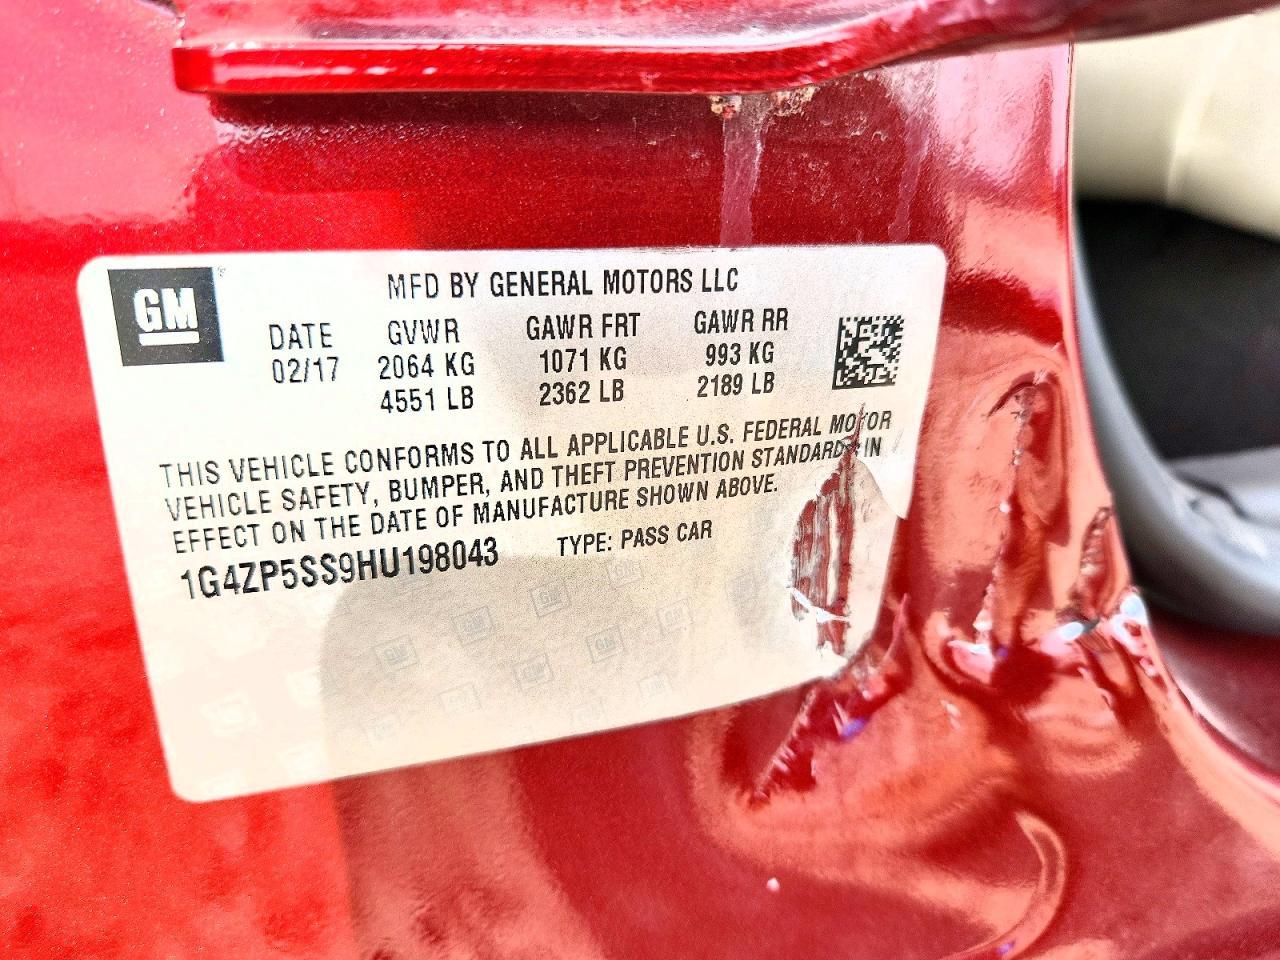 GM
MFD BY GENERAL MOTORS LLC
DATE GVWR GAWR FRT GAWR RR
02/17 2064 KG 1071 KG 993 KG
4551 LB 2362 LB 2189 LB
THIS VEHICLE CONFORMS TO ALL APPLICABLE U.S. FEDERAL MOTOR
VEHICLE SAFETY, BUMPER, AND THEFT PREVENTION STANDARDS IN
EFFECT ON THE DATE OF MANUFACTURE SHOWN ABOVE.
1G4ZP5SS9HU198043 TYPE: PASS CAR